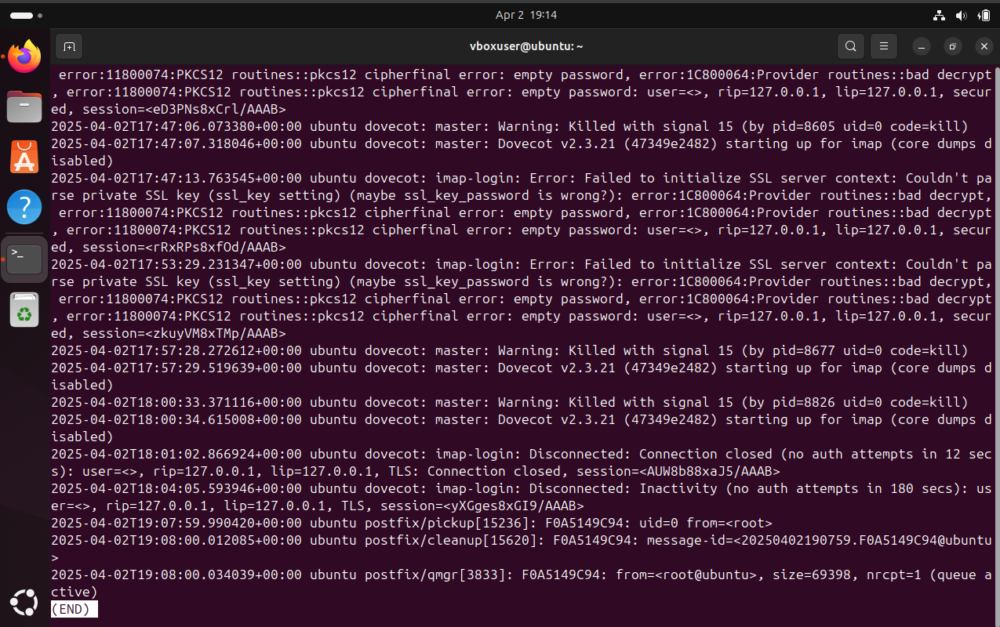 Apr 2 19:14
vboxuser@ubuntu: ~
 error:11800074:PKCS12 routines::pkcs12 cipherfinal error: empty password, error:1C800064:Provider routines::bad decrypt
, error:11800074:PKCS12 routines::pkcs12 cipherfinal error: empty password: user=<>, rip=127.0.0.1, lip=127.0.0.1, secur
ed, session=<eD3PNs8xCrl/AAAB>
2025-04-02T17:47:06.073380+00:00 ubuntu dovecot: master: Warning: Killed with signal 15 (by pid=8605 uid=0 code=kill)
2025-04-02T17:47:07.318046+00:00 ubuntu dovecot: master: Dovecot v2.3.21 (47349e2482) starting up for imap (core dumps d
isabled)
2025-04-02T17:47:13.763545+00:00 ubuntu dovecot: imap-login: Error: Failed to initialize SSL server context: Couldn't pa
rse private SSL key (ssl_key setting) (maybe ssl_key_password is wrong?): error:1C800064:Provider routines::bad decrypt,
 error:11800074:PKCS12 routines::pkcs12 cipherfinal error: empty password, error:1C800064:Provider routines::bad decrypt
, error:11800074:PKCS12 routines::pkcs12 cipherfinal error: empty password: user=<>, rip=127.0.0.1, lip=127.0.0.1, secur
ed, session=<rRxRPs8xfOd/AAAB>
2025-04-02T17:53:29.231347+00:00 ubuntu dovecot: imap-login: Error: Failed to initialize SSL server context: Couldn't pa
rse private SSL key (ssl_key setting) (maybe ssl_key_password is wrong?): error:1C800064:Provider routines::bad decrypt,
 error:11800074:PKCS12 routines::pkcs12 cipherfinal error: empty password, error:1C800064:Provider routines::bad decrypt
, error:11800074:PKCS12 routines::pkcs12 cipherfinal error: empty password: user=<>, rip=127.0.0.1, lip=127.0.0.1, secur
ed, session=<zkuyVM8xTMp/AAAB>
2025-04-02T17:57:28.272612+00:00 ubuntu dovecot: master: Warning: Killed with signal 15 (by pid=8677 uid=0 code=kill)
2025-04-02T17:57:29.519639+00:00 ubuntu dovecot: master: Dovecot v2.3.21 (47349e2482) starting up for imap (core dumps d
isabled)
2025-04-02T18:00:33.371116+00:00 ubuntu dovecot: master: Warning: Killed with signal 15 (by pid=8826 uid=0 code=kill)
2025-04-02T18:00:34.615008+00:00 ubuntu dovecot: master: Dovecot v2.3.21 (47349e2482) starting up for imap (core dumps d
isabled)
2025-04-02T18:01:02.866924+00:00 ubuntu dovecot: imap-login: Disconnected: Connection closed (no auth attempts in 12 sec
s): user=<>, rip=127.0.0.1, lip=127.0.0.1, TLS: Connection closed, session=<AUW8b88xaJ5/AAAB>
2025-04-02T18:04:05.593946+00:00 ubuntu dovecot: imap-login: Disconnected: Inactivity (no auth attempts in 180 secs): us
er=<>, rip=127.0.0.1, lip=127.0.0.1, TLS, session=<yXGges8xGI9/AAAB>
2025-04-02T19:07:59.990420+00:00 ubuntu postfix/pickup[15236]: F0A5149C94: uid=0 from=<root>
2025-04-02T19:08:00.012085+00:00 ubuntu postfix/cleanup[15620]: F0A5149C94: message-id=<20250402190759.F0A5149C94@ubuntu
>
2025-04-02T19:08:00.034039+00:00 ubuntu postfix/qmgr[3833]: F0A5149C94: from=<root@ubuntu>, size=69398, nrcpt=1 (queue a
ctive)
(END)